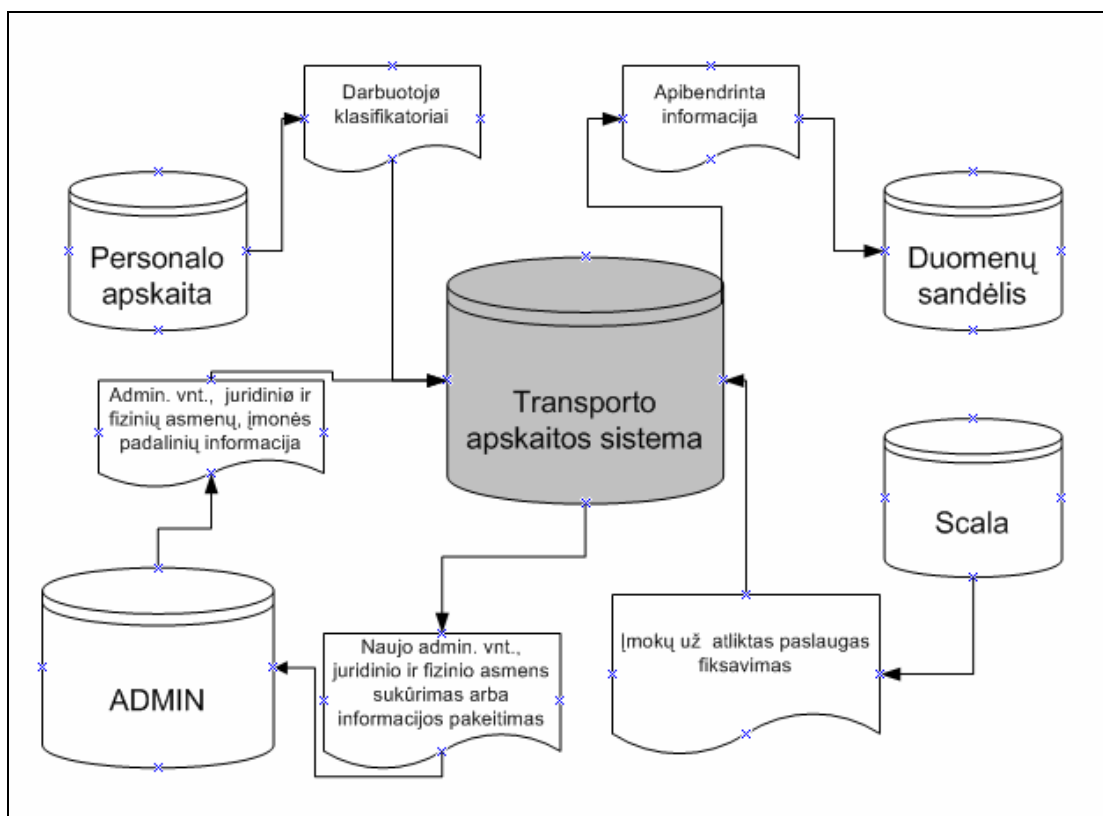 Darbuotojø
klasifikatoriai
Apibendrinta
informacija
Personalo
apskaita
Duomenų
sandėlis
Transporto
apskaitos sistema
Admin. vnt., juridiniø ir
fizinių asmenų, įmonės
padalinių informacija
Scala
ADMIN
Naujo admin. vnt.,
juridinio ir fizinio asmens
sukūrimas arba
informacijos pakeitimas
Įmokų už atliktas paslaugas
fiksavimas